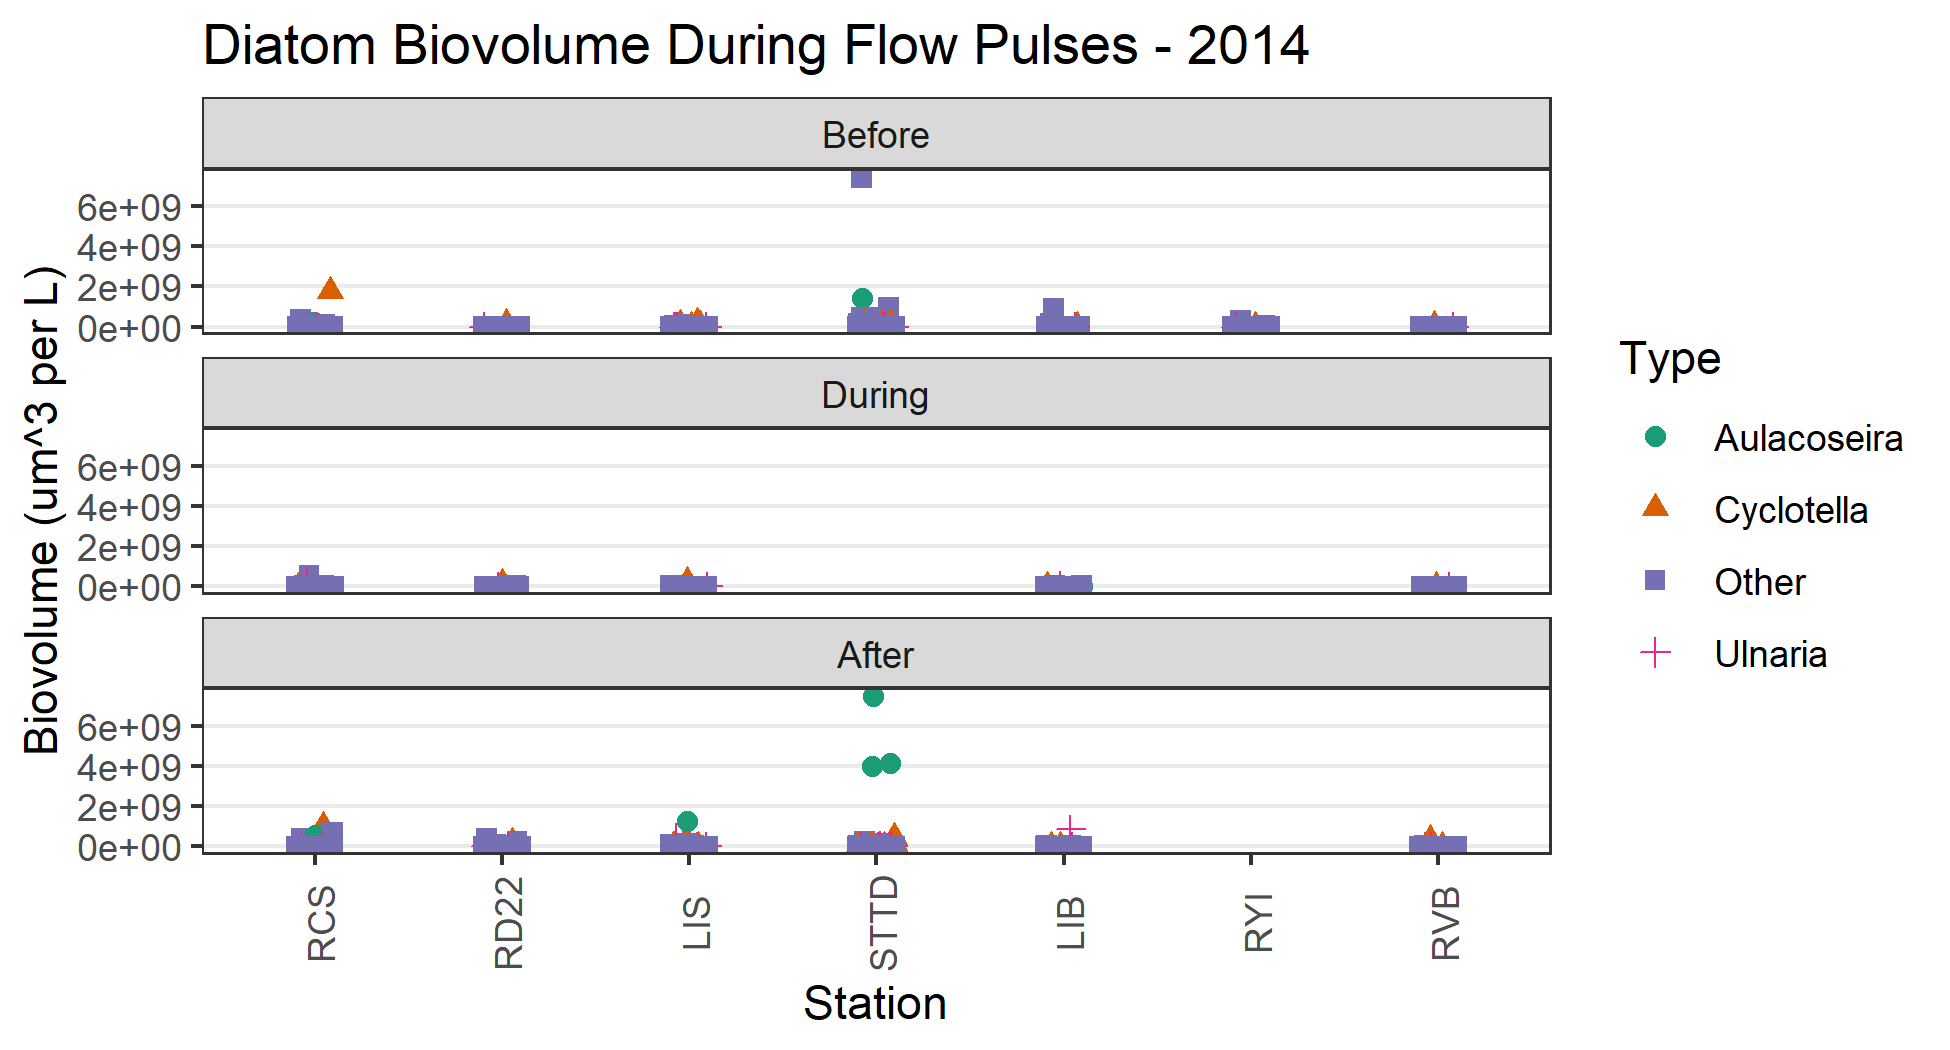 Diatom Biovolume During Flow Pulses - 2014
Before
6e+09
4e+09
2e+09
0e+00
During
6e+09
4e+09
2e+09
0e+00
After
6e+09
4e+09
2e+09
0e+00
Biovolume (um^3 per L)
RCS
RD22
LIS
STTD
LIB
RYI
RVB
Station
Type
Aulacoseira
Cyclotella
Other
Ulnaria